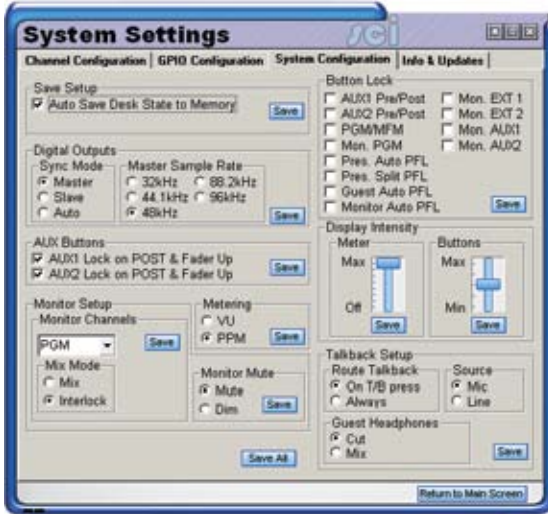 System Settings
sci
Channel Configuration | GPIO Configuration | System Configuration | Info & Updates
Save Setup
Auto Save Desk State to Memory
Save
Digital Outputs
Sync Mode
Master
Slave
Auto
Master Sample Rate
32kHz 88.2kHz
44.1kHz 96kHz
48kHz
Save
AUX Buttons
AUX1 Lock on POST & Fader Up
AUX2 Lock on POST & Fader Up
Save
Monitor Setup
Monitor Channels
PGM
Save
Mix Mode
Mix
Interlock
Metering
VU
PPM
Save
Monitor Mute
Mute
Dim
Save
Save All
Button Lock
AUX1 Pre/Post Mon. EXT 1
AUX2 Pre/Post Mon. EXT 2
PGM/MFM Mon. AUX1
Mon. PGM Mon. AUX2
Pres. Auto PFL
Pres. Split PFL
Guest Auto PFL
Monitor Auto PFL
Save
Display Intensity
Meter
Max
Off
Save
Buttons
Max
Min
Save
Talkback Setup
Route Talkback
On T/B press
Always
Source
Mic
Line
Guest Headphones
Cut
Mix
Save
Return to Main Screen